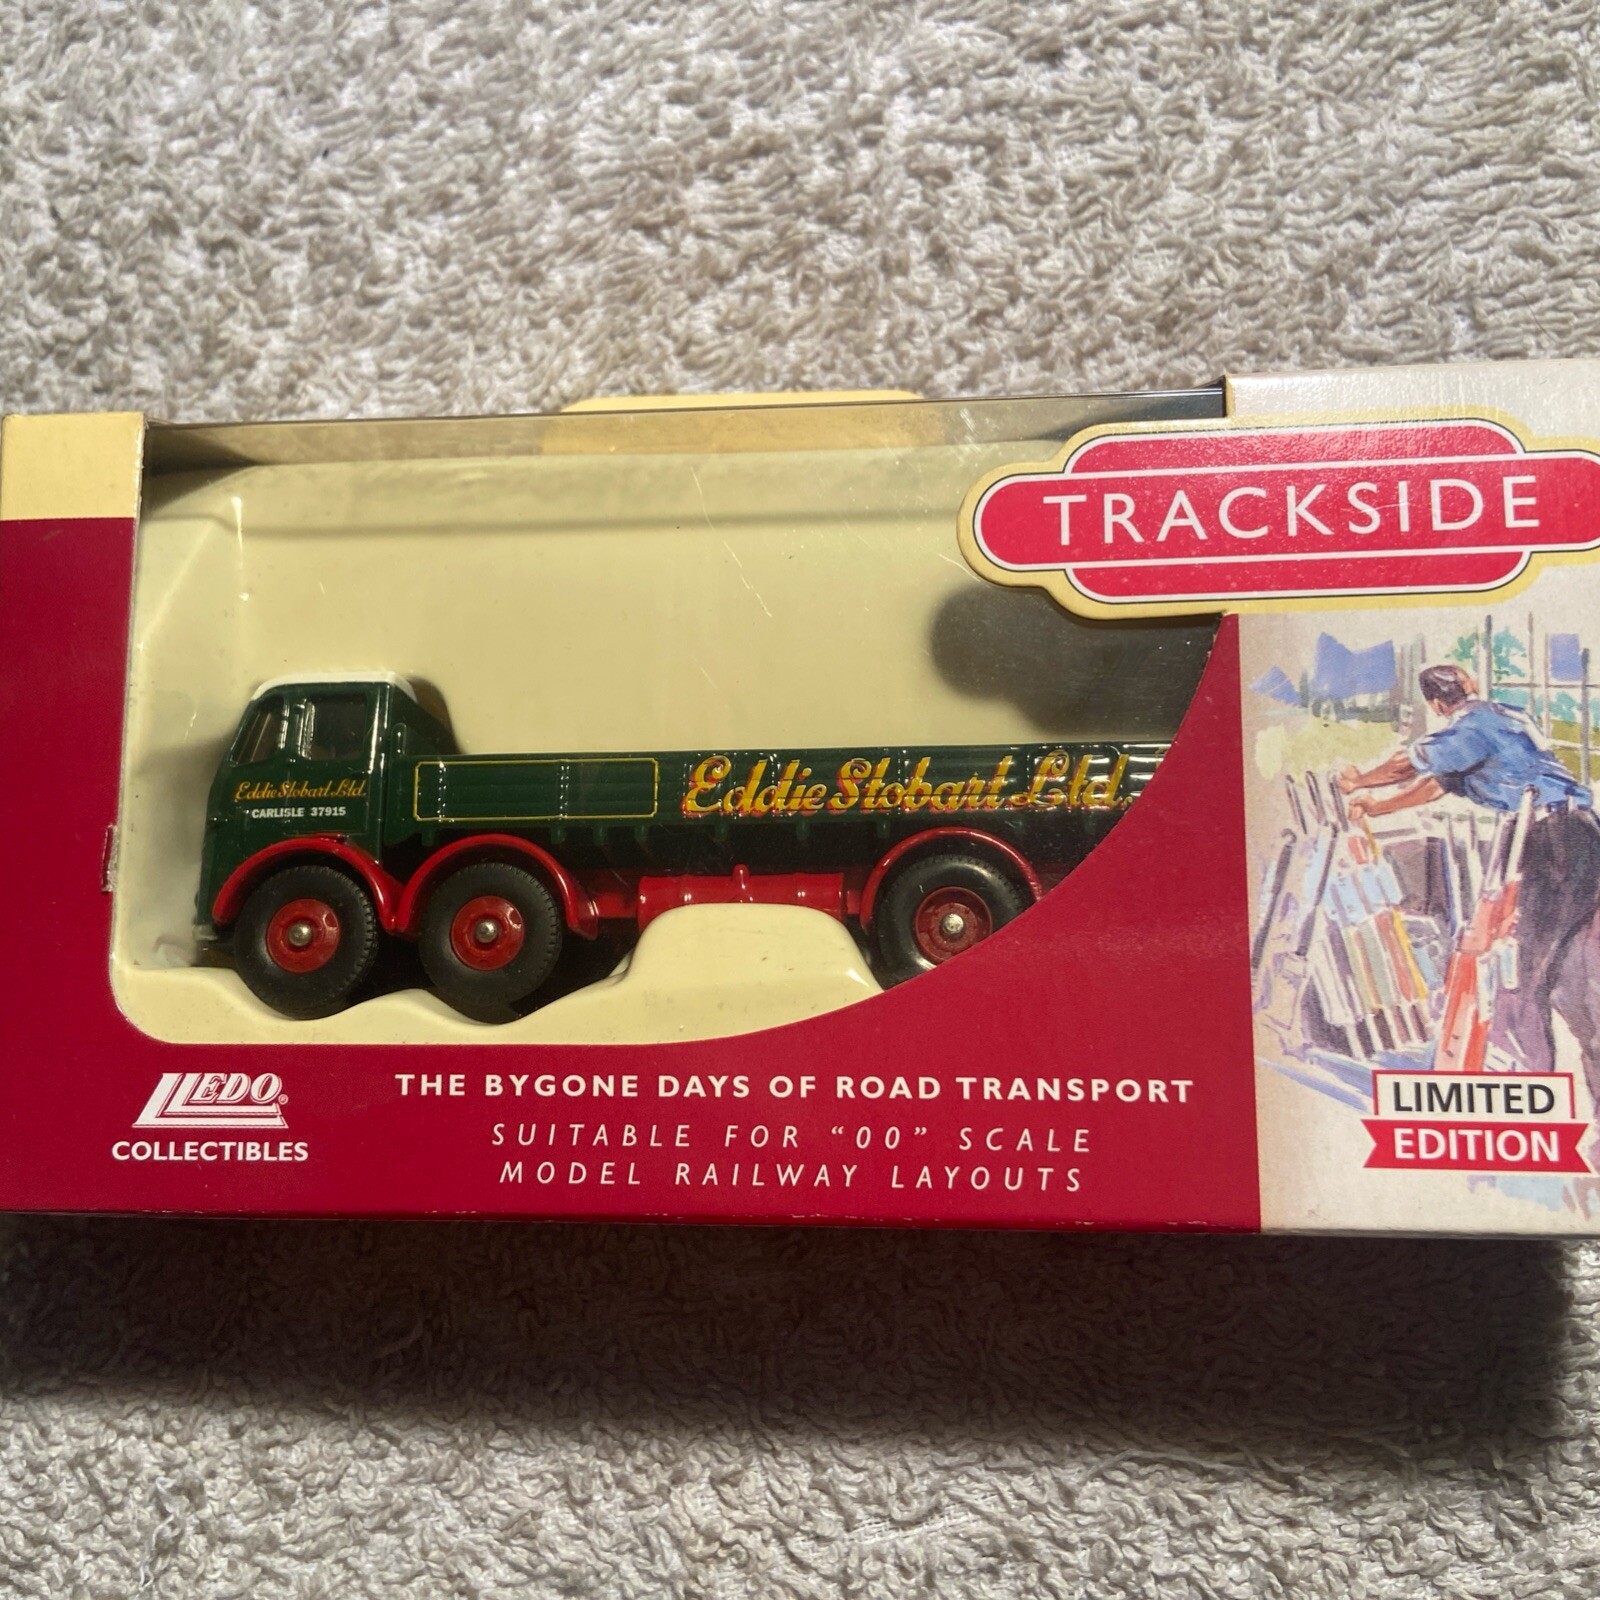 TRACKSIDE
Eddie Stobart Ltd.
Eddie Stobart Ltd.
CARLISLE 37915
LLEDO®
COLLECTIBLES
THE BYGONE DAYS OF ROAD TRANSPORT
SUITABLE FOR "00" SCALE
MODEL RAILWAY LAYOUTS
LIMITED
EDITION